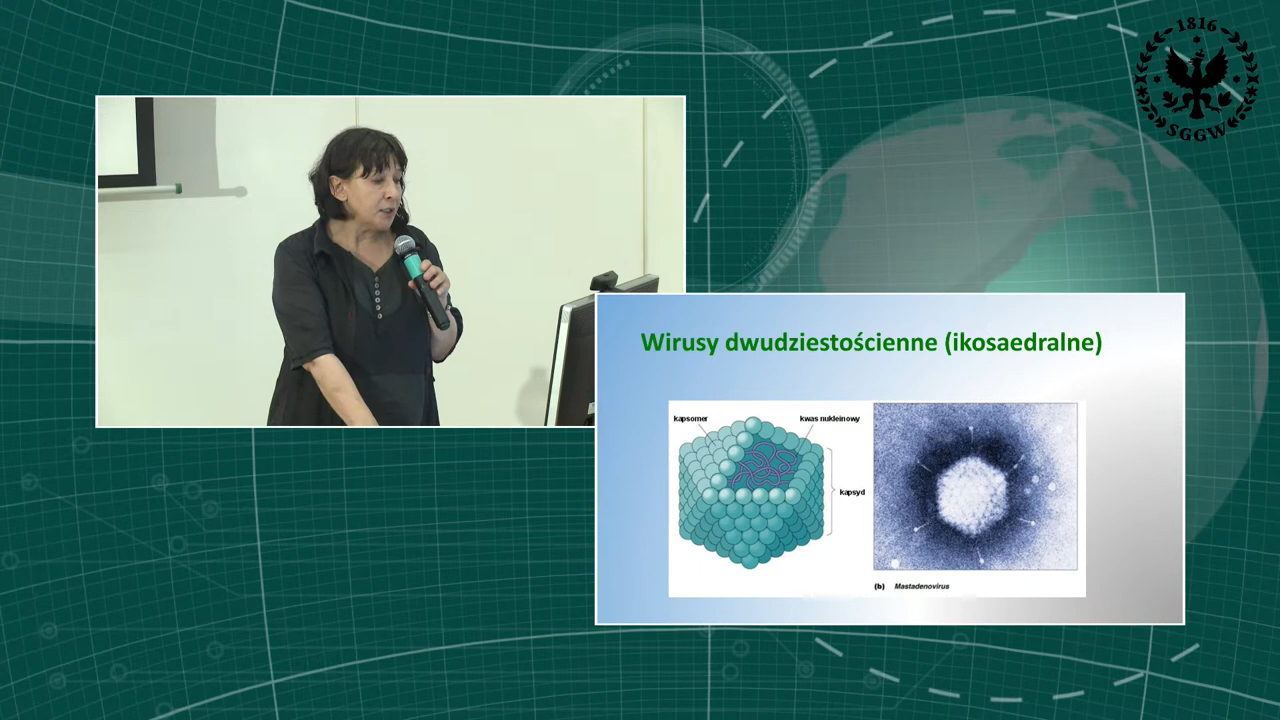 1816
SGGW
Wirusy dwudziestościenne (ikosaedralne)
kapsomer
kwas nukleinowy
kapsyd
(b) Mastadenovirus